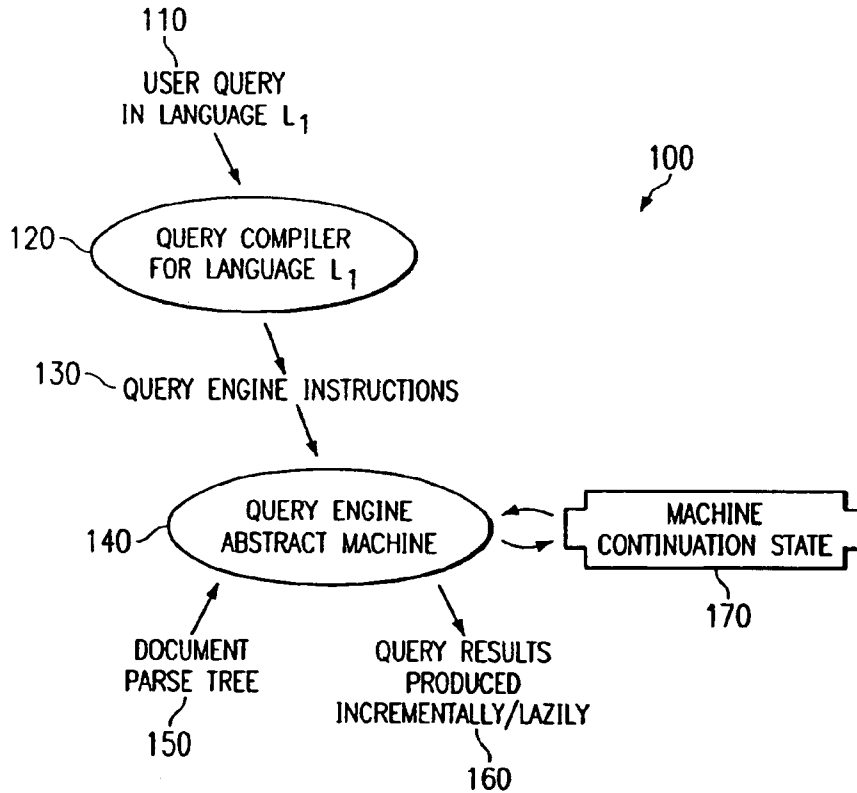 110
USER QUERY
IN LANGUAGE L1
100
120
QUERY COMPILER
FOR LANGUAGE L1
130
QUERY ENGINE INSTRUCTIONS
140
QUERY ENGINE
ABSTRACT MACHINE
MACHINE
CONTINUATION STATE
170
DOCUMENT
PARSE TREE
150
QUERY RESULTS
PRODUCED
INCREMENTALLY/LAZILY
160